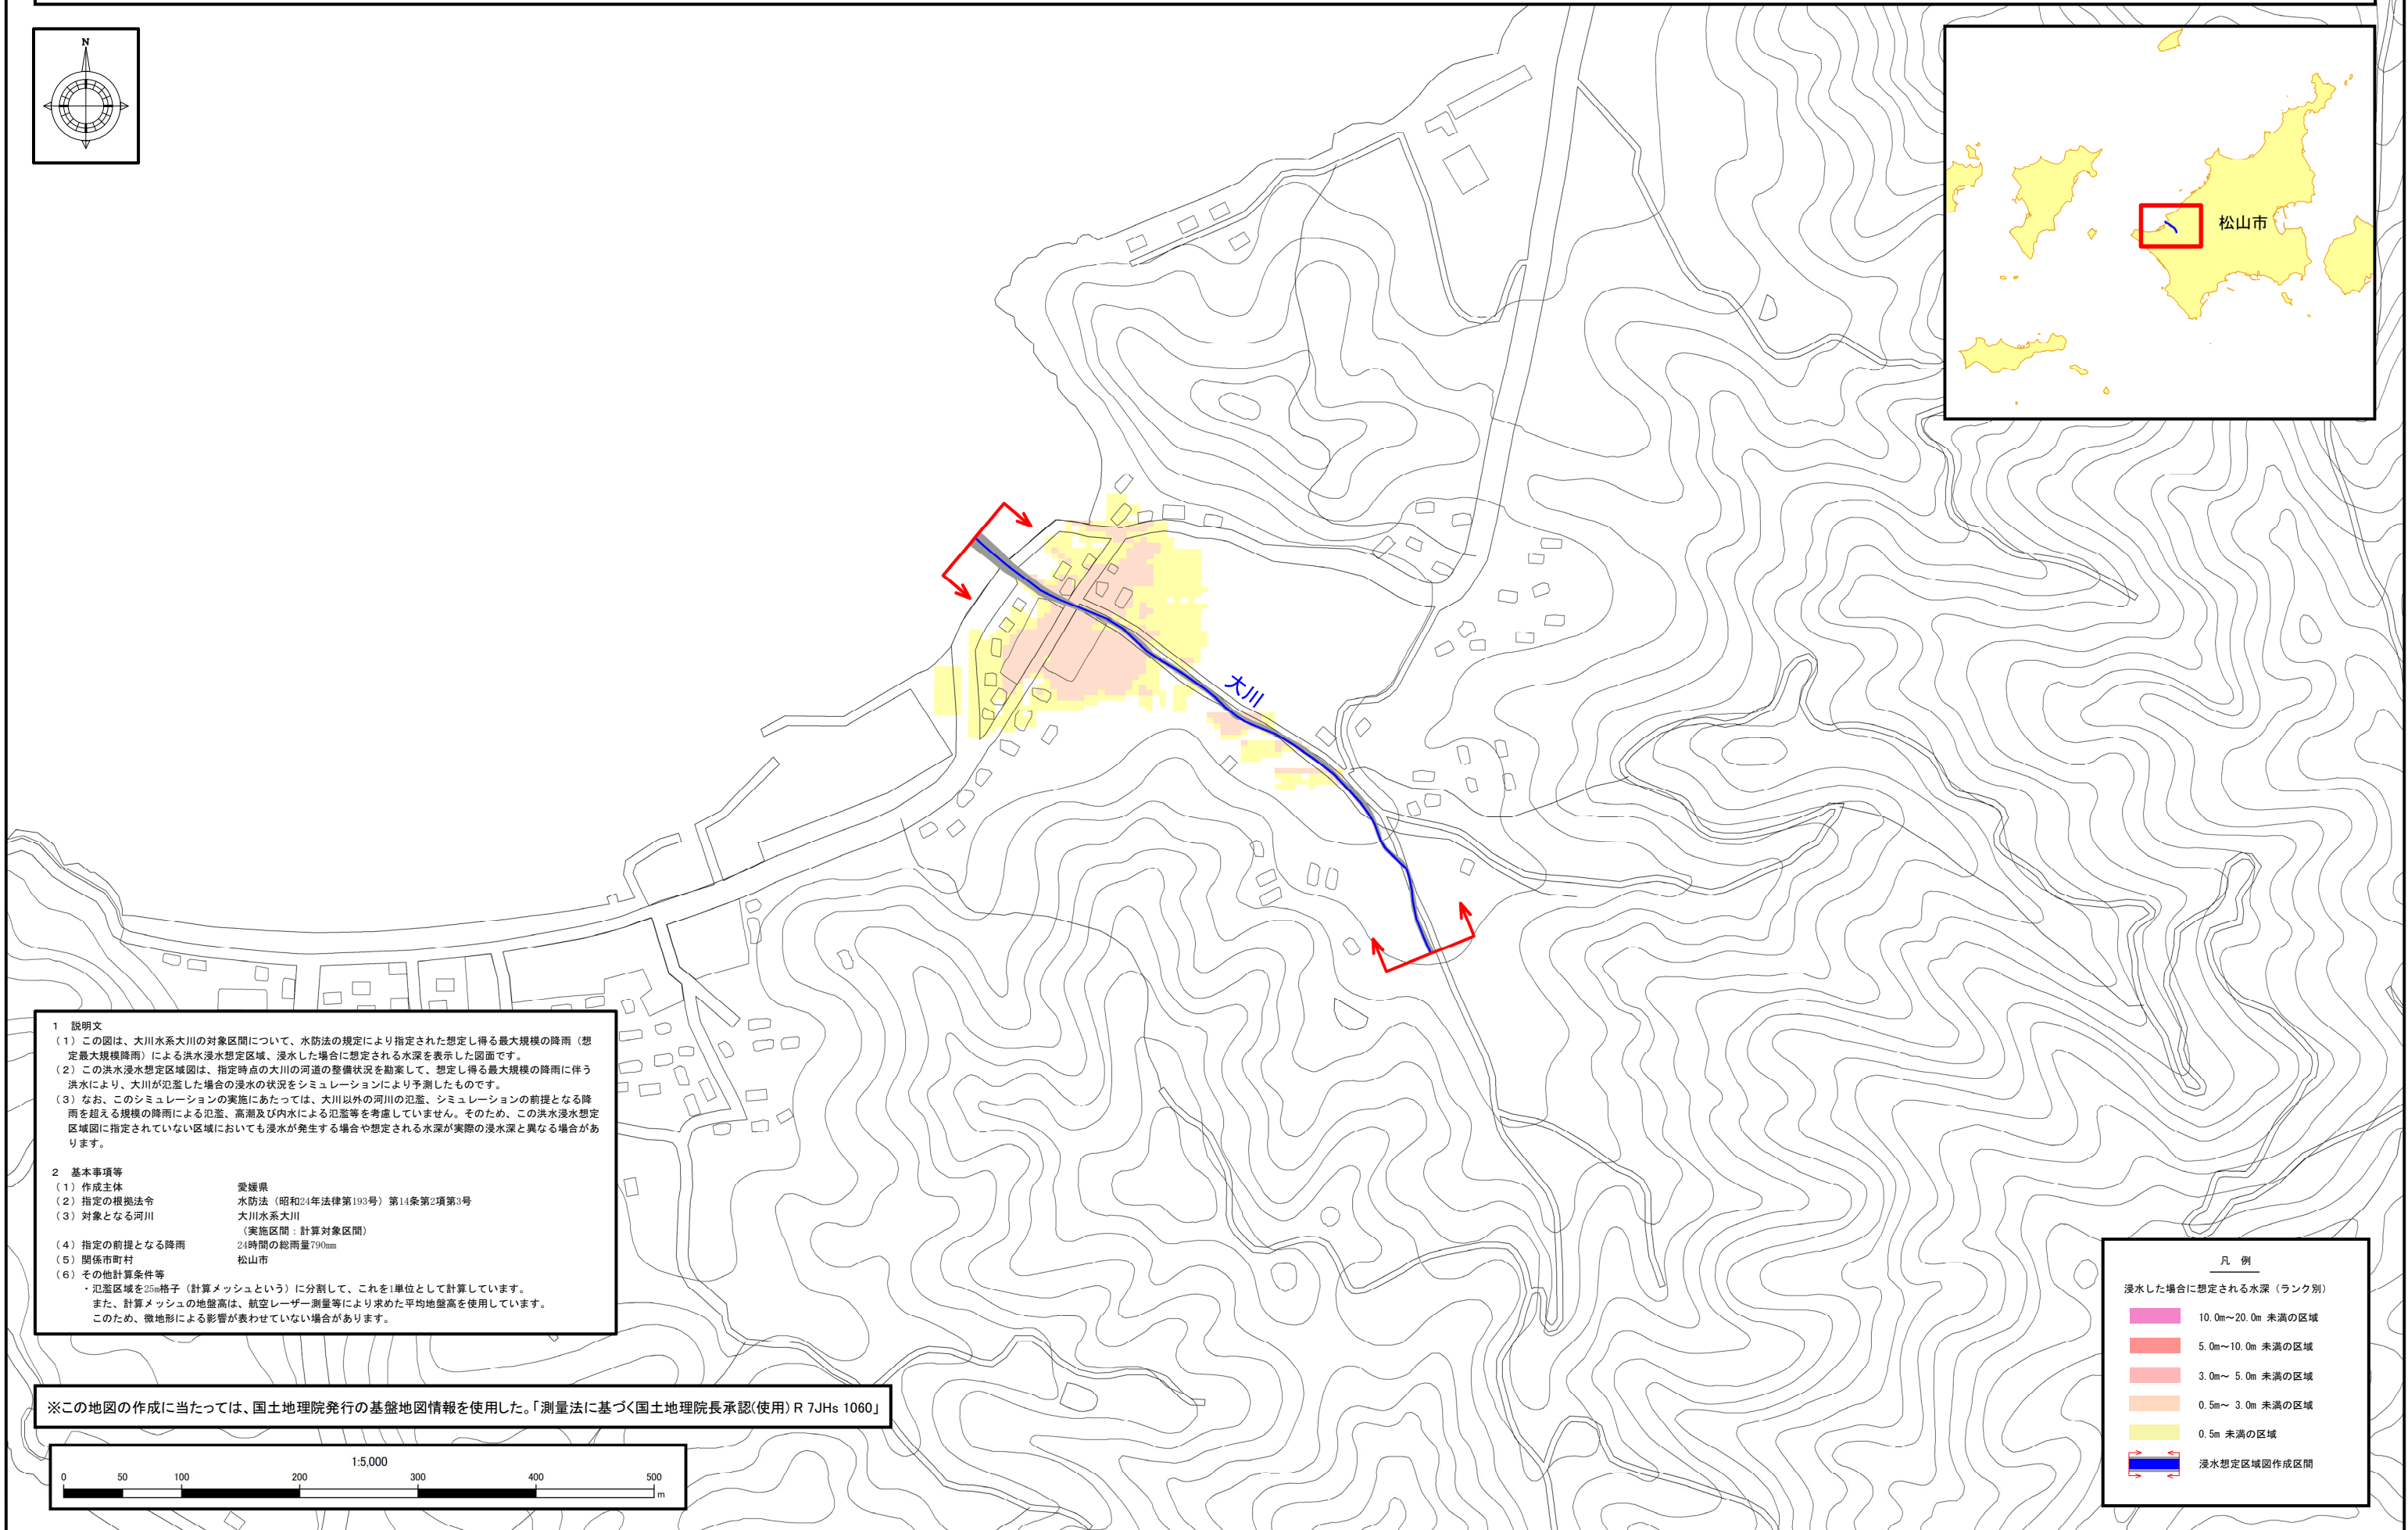 N
松山市
大川
1 説明文
(1)この図は、大川水系大川の対象区間について、水防法の規定により指定された想定し得る最大規模の降雨(想
定最大規模降雨)による洪水浸水想定区域、浸水した場合に想定される水深を表示した図面です。
(2)この洪水浸水想定区域図は、指定時点の大川の河道の整備状況を勘案して、想定し得る最大規模の降雨に伴う
洪水により、大川が氾濫した場合の浸水の状況をシミュレーションにより予測したものです。
(3)なお、このシミュレーションの実施にあたっては、大川以外の河川の氾濫、シミュレーションの前提となる降
雨を超える規模の降雨による氾濫、高潮及び内水による氾濫等を考慮していません。そのため、この洪水浸水想定
区域図に指定されていない区域においても浸水が発生する場合や想定される水深が実際の浸水深と異なる場合があ
ります。
2 基本事項等
(1)作成主体 愛媛県
(2)指定の根拠法令 水防法(昭和24年法律第193号)第14条第2項第3号
(3)対象となる河川 大川水系大川
(実施区間:計算対象区間)
(4)指定の前提となる降雨 24時間の総雨量790mm
(5)関係市町村 松山市
(6)その他計算条件等
・氾濫区域を25m格子(計算メッシュという)に分割して、これを1単位として計算しています。
また、計算メッシュの地盤高は、航空レーザー測量等により求めた平均地盤高を使用しています。
このため、微地形による影響が表わせていない場合があります。
※この地図の作成に当たっては、国土地理院発行の基盤地図情報を使用した。「測量法に基づく国土地理院長承認(使用)R 7JHs 1060」
1:5,000
0 50 100 200 300 400 500
m
凡 例
浸水した場合に想定される水深(ランク別)
10.0m~20.0m 未満の区域
5.0m~10.0m 未満の区域
3.0m~ 5.0m 未満の区域
0.5m~ 3.0m 未満の区域
0.5m 未満の区域
浸水想定区域図作成区間